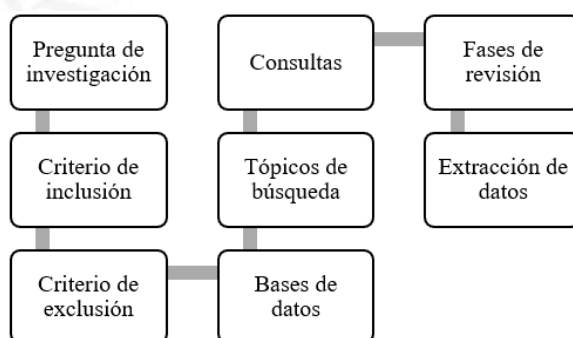 Pregunta de
investigación
Criterio de
inclusión
Criterio de
exclusión
Bases de
datos
Tópicos de
búsqueda
Consultas
Fases de
revisión
Extracción de
datos